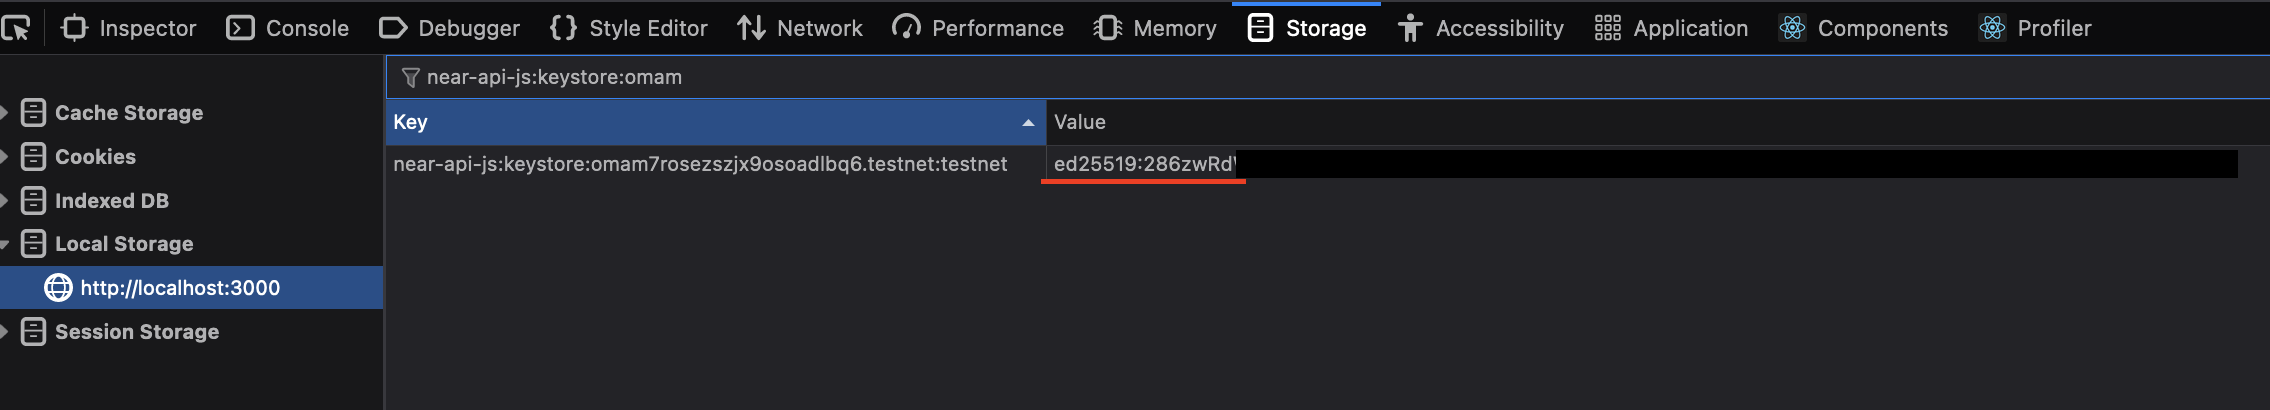 Inspector Console Debugger Style Editor Network Performance Memory Storage Accessibility Application Components Profiler
near-api-js:keystore:omam
Key Value
near-api-js:keystore:omam7rosezszjx9osoadlbq6.testnet:testnet ed25519:286zwRd
Cache Storage
Cookies
Indexed DB
Local Storage
http://localhost:3000
Session Storage